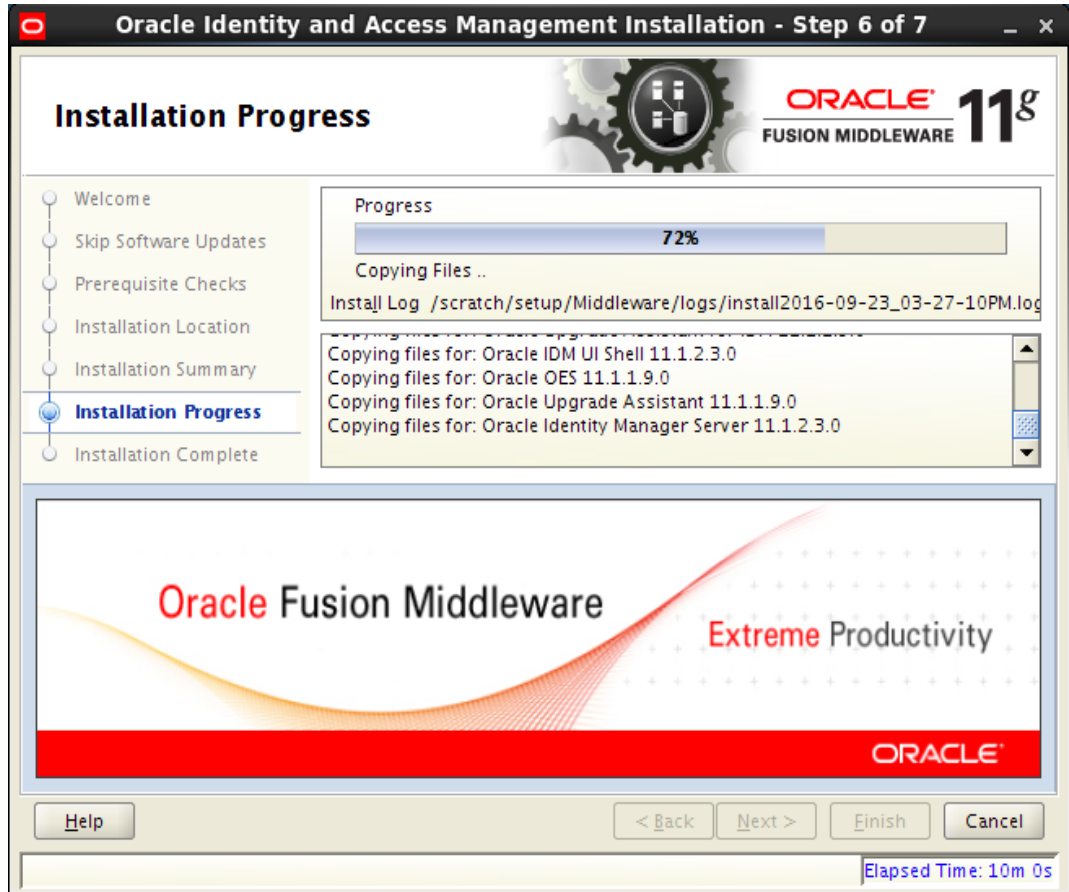 Oracle Identity and Access Management Installation - Step 6 of 7
Installation Progress
ORACLE
FUSION MIDDLEWARE
11g
Welcome
Skip Software Updates
Prerequisite Checks
Installation Location
Installation Summary
Installation Progress
Installation Complete
Progress
72%
Copying Files ..
Install Log /scratch/setup/Middleware/logs/install2016-09-23_03-27-10PM.log
Copying files for: Oracle IDM UI Shell 11.1.2.3.0
Copying files for: Oracle OES 11.1.1.9.0
Copying files for: Oracle Upgrade Assistant 11.1.1.9.0
Copying files for: Oracle Identity Manager Server 11.1.2.3.0
Oracle Fusion Middleware
Extreme Productivity
ORACLE
Help
< Back
Next >
Finish
Cancel
Elapsed Time: 10m 0s